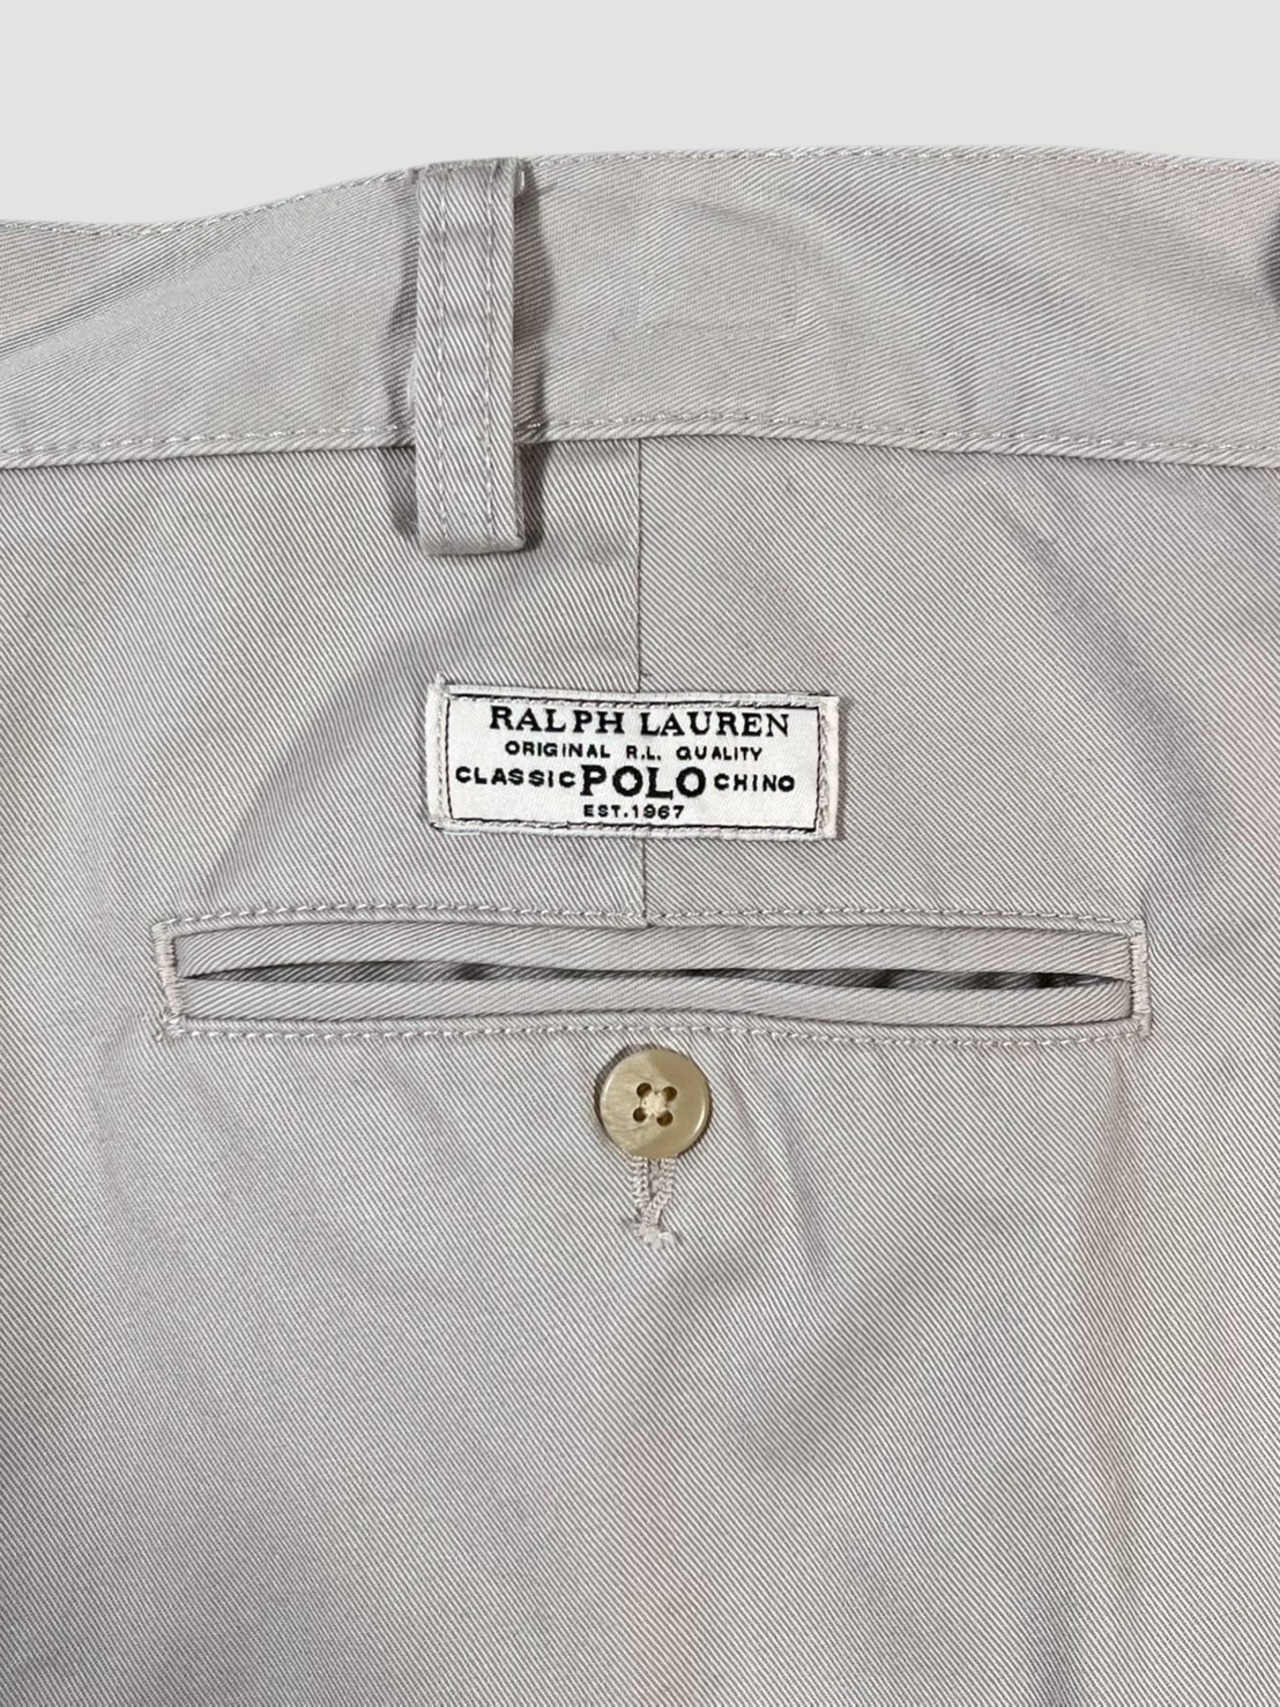 RALPH LAUREN
ORIGINAL R.L. QUALITY
CLASSIC POLO CHINO
EST.1967